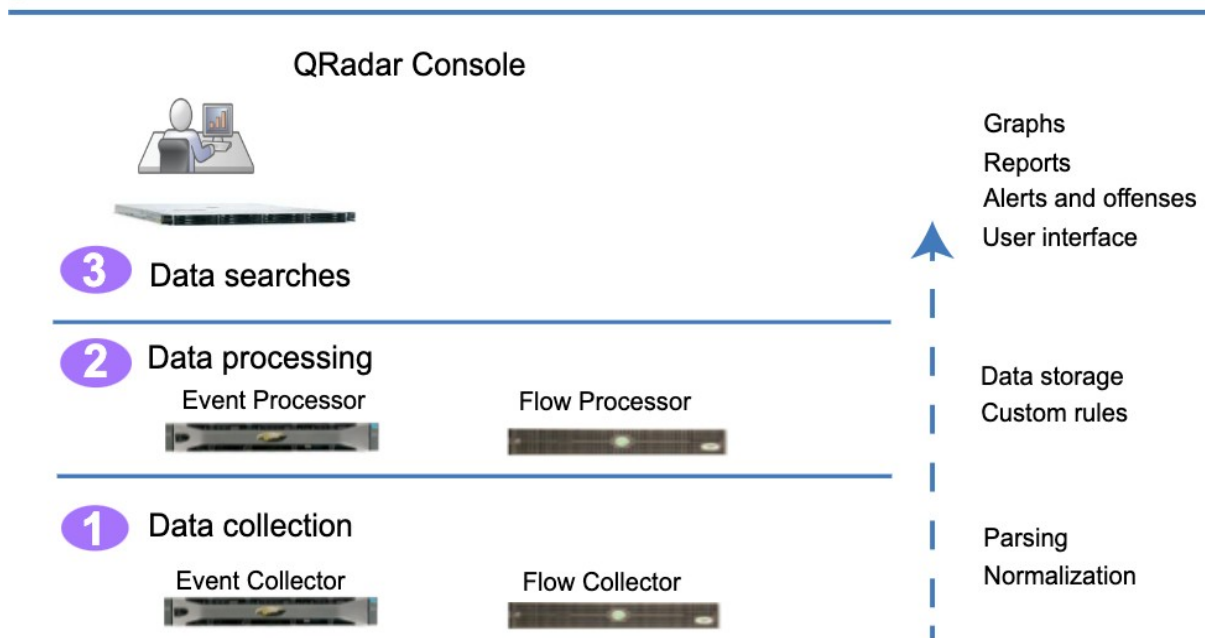 QRadar Console
Graphs
Reports
Alerts and offenses
User interface
3 Data searches
2 Data processing
Event Processor Flow Processor
Data storage
Custom rules
1 Data collection
Event Collector Flow Collector
Parsing
Normalization